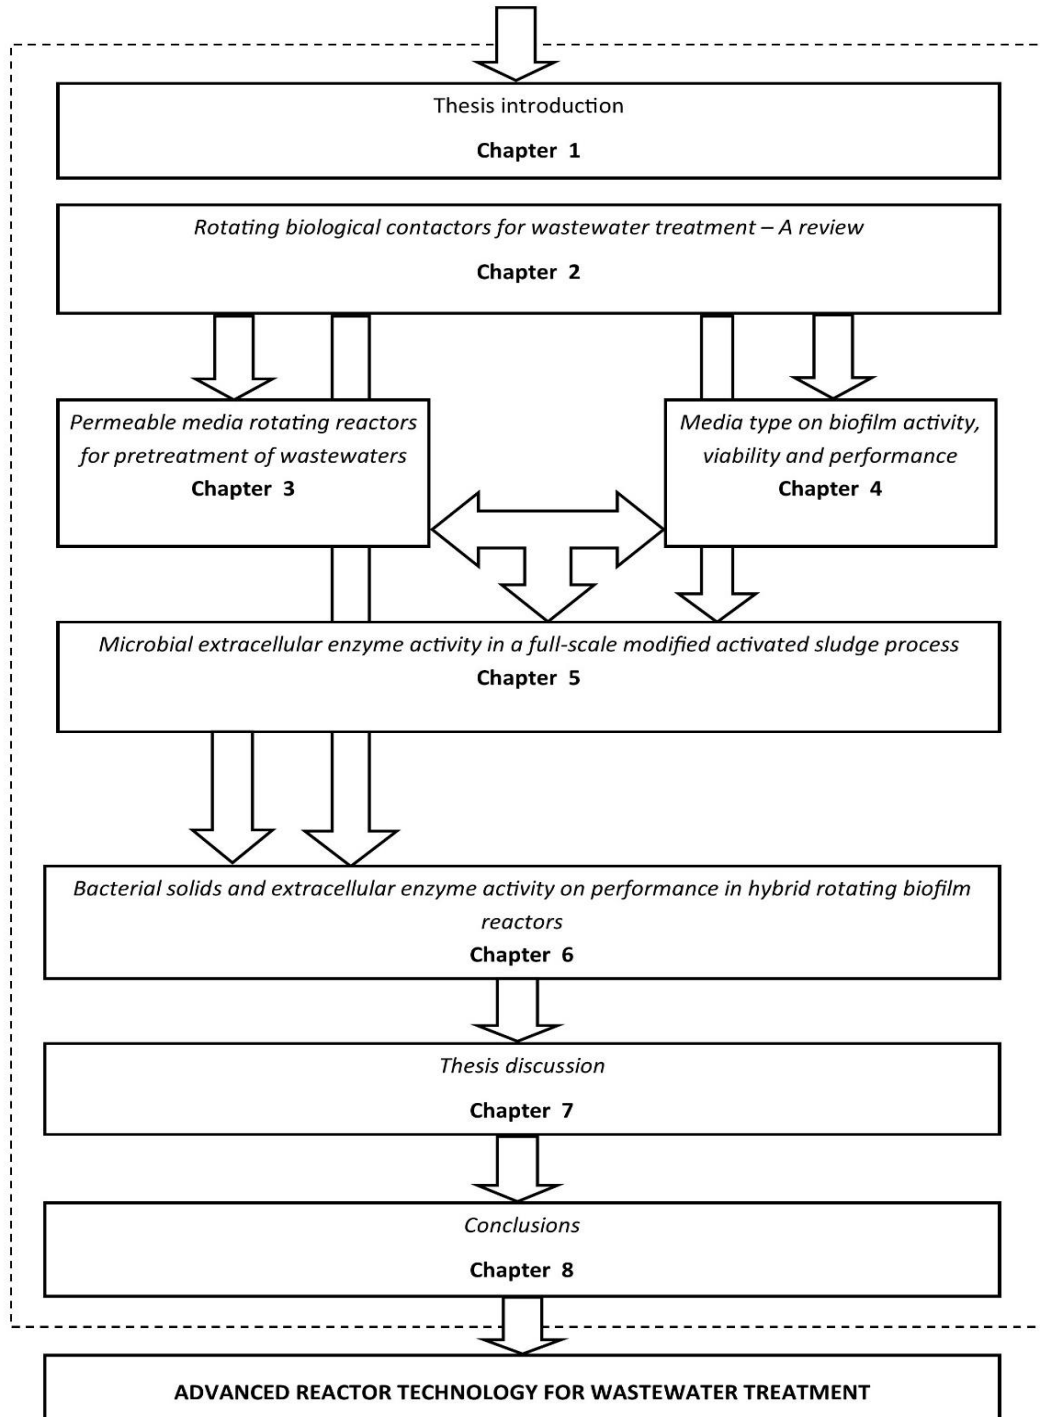 Thesis introduction
Chapter 1
Rotating biological contactors for wastewater treatment – A review
Chapter 2
Permeable media rotating reactors
for pretreatment of wastewaters
Chapter 3
Media type on biofilm activity,
viability and performance
Chapter 4
Microbial extracellular enzyme activity in a full-scale modified activated sludge process
Chapter 5
Bacterial solids and extracellular enzyme activity on performance in hybrid rotating biofilm
reactors
Chapter 6
Thesis discussion
Chapter 7
Conclusions
Chapter 8
ADVANCED REACTOR TECHNOLOGY FOR WASTEWATER TREATMENT